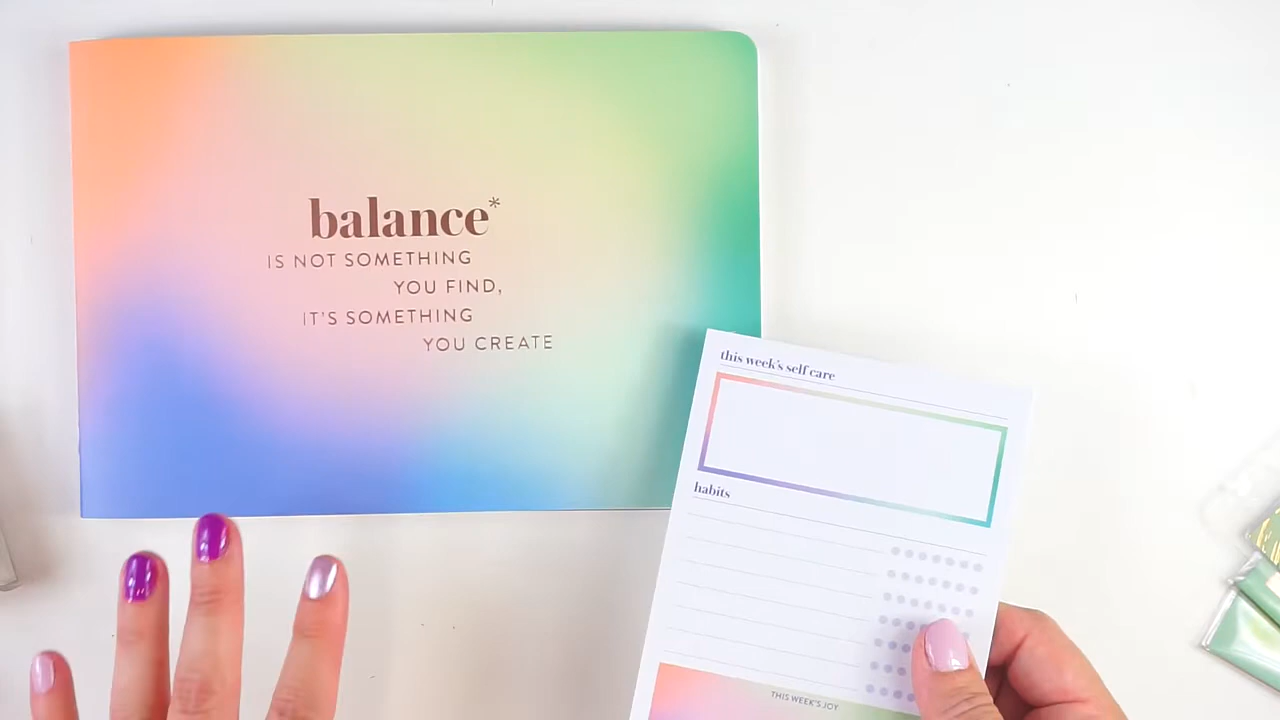 balance*
IS NOT SOMETHING
YOU FIND,
IT'S SOMETHING
YOU CREATE
this week's self care
habits
THIS WEEK'S JOY